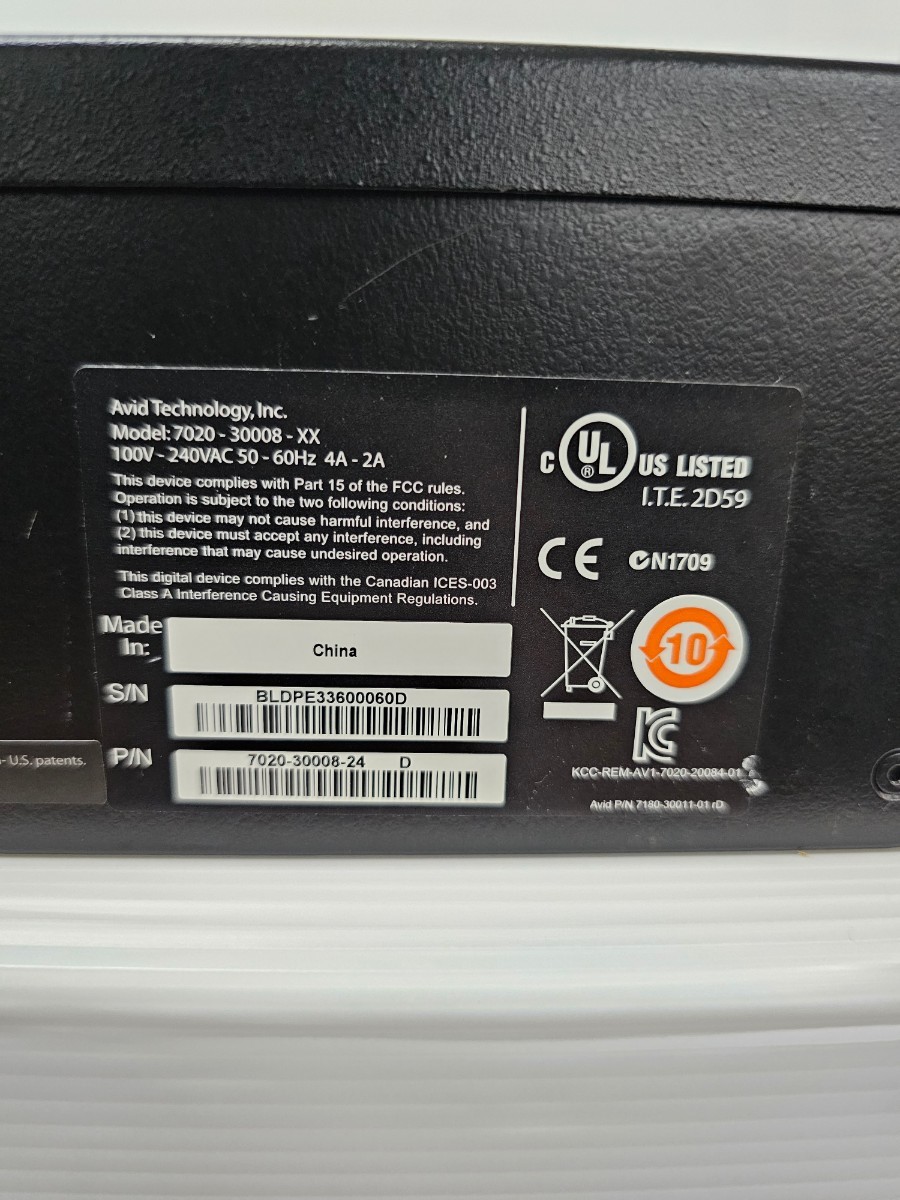 Avid Technology, Inc.
Model: 7020 - 30008 - XX
100V ~ 240VAC 50 - 60Hz 4A - 2A
This device complies with Part 15 of the FCC rules.
Operation is subject to the two following conditions:
(1) this device may not cause harmful interference, and
(2) this device must accept any interference, including
interference that may cause undesired operation.
This digital device complies with the Canadian ICES-003
Class A Interference Causing Equipment Regulations.
Made
In:
China
S/N
BLDPE33600060D
P/N
7020-30008-24 D
- U.S. patents.
C UL ® US LISTED
I.T.E. 2D59
CE N1709
10
KC
KCC-REM-AV1-7020-20084-01
Avid P/N 7180-30011-01 rD